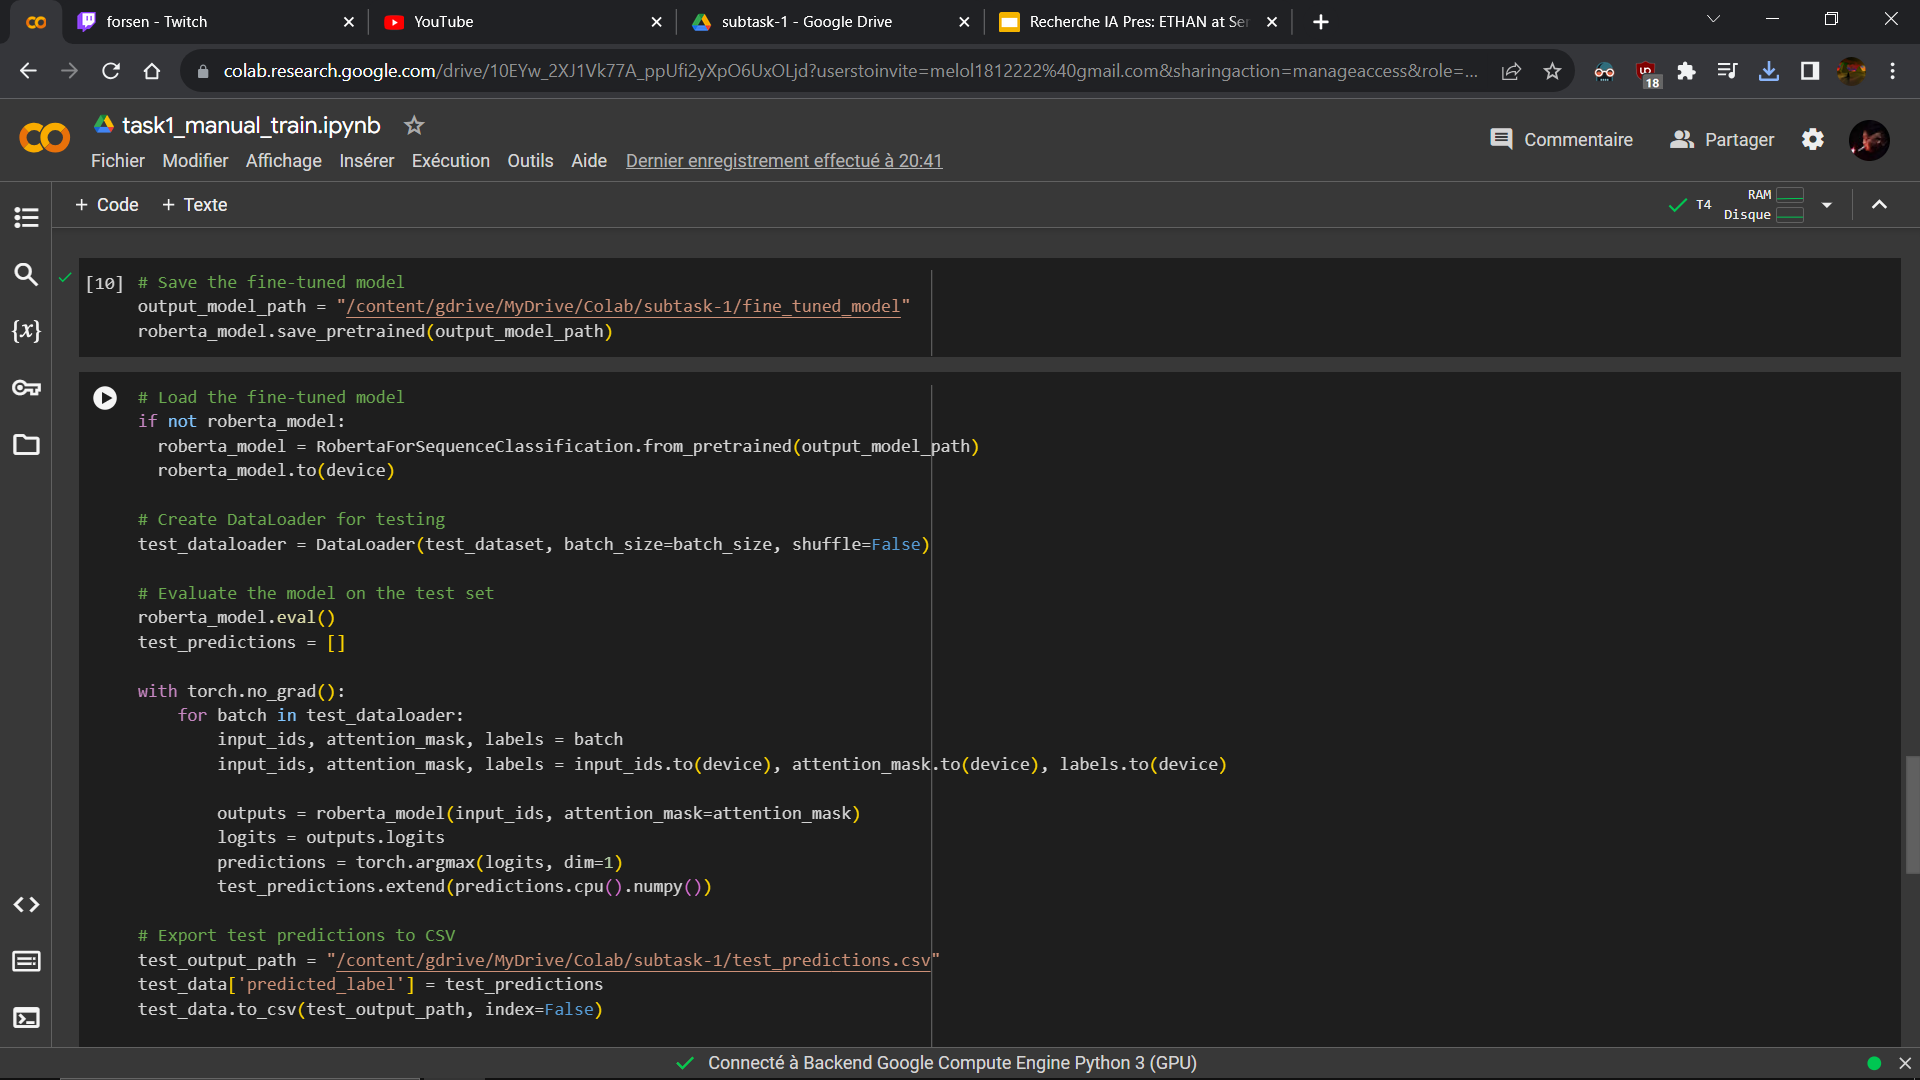 forsen - Twitch
YouTube
subtask-1 - Google Drive
Recherche IA Pres: ETHAN at Se
colab.research.google.com/drive/10EYw_2XJ1Vk77A_ppUfi2yXpO6UxOLjd?userstoinvite=melol1812222%40gmail.com&sharingaction=manageaccess&role=...
18
task1_manual_train.ipynb
Commentaire
Partager
Fichier Modifier Affichage Insérer Exécution Outils Aide Dernier enregistrement effectué à 20:41
+ Code + Texte
T4
RAM
Disque
[10] # Save the fine-tuned model
output_model_path = "/content/gdrive/MyDrive/Colab/subtask-1/fine_tuned_model"
roberta_model.save_pretrained(output_model_path)
# Load the fine-tuned model
if not roberta_model:
  roberta_model = RobertaForSequenceClassification.from_pretrained(output_model_path)
  roberta_model.to(device)
# Create DataLoader for testing
test_dataloader = DataLoader(test_dataset, batch_size=batch_size, shuffle=False)
# Evaluate the model on the test set
roberta_model.eval()
test_predictions = []
with torch.no_grad():
    for batch in test_dataloader:
        input_ids, attention_mask, labels = batch
        input_ids, attention_mask, labels = input_ids.to(device), attention_mask.to(device), labels.to(device)
        outputs = roberta_model(input_ids, attention_mask=attention_mask)
        logits = outputs.logits
        predictions = torch.argmax(logits, dim=1)
        test_predictions.extend(predictions.cpu().numpy())
# Export test predictions to CSV
test_output_path = "/content/gdrive/MyDrive/Colab/subtask-1/test_predictions.csv"
test_data['predicted_label'] = test_predictions
test_data.to_csv(test_output_path, index=False)
Connecté à Backend Google Compute Engine Python 3 (GPU)